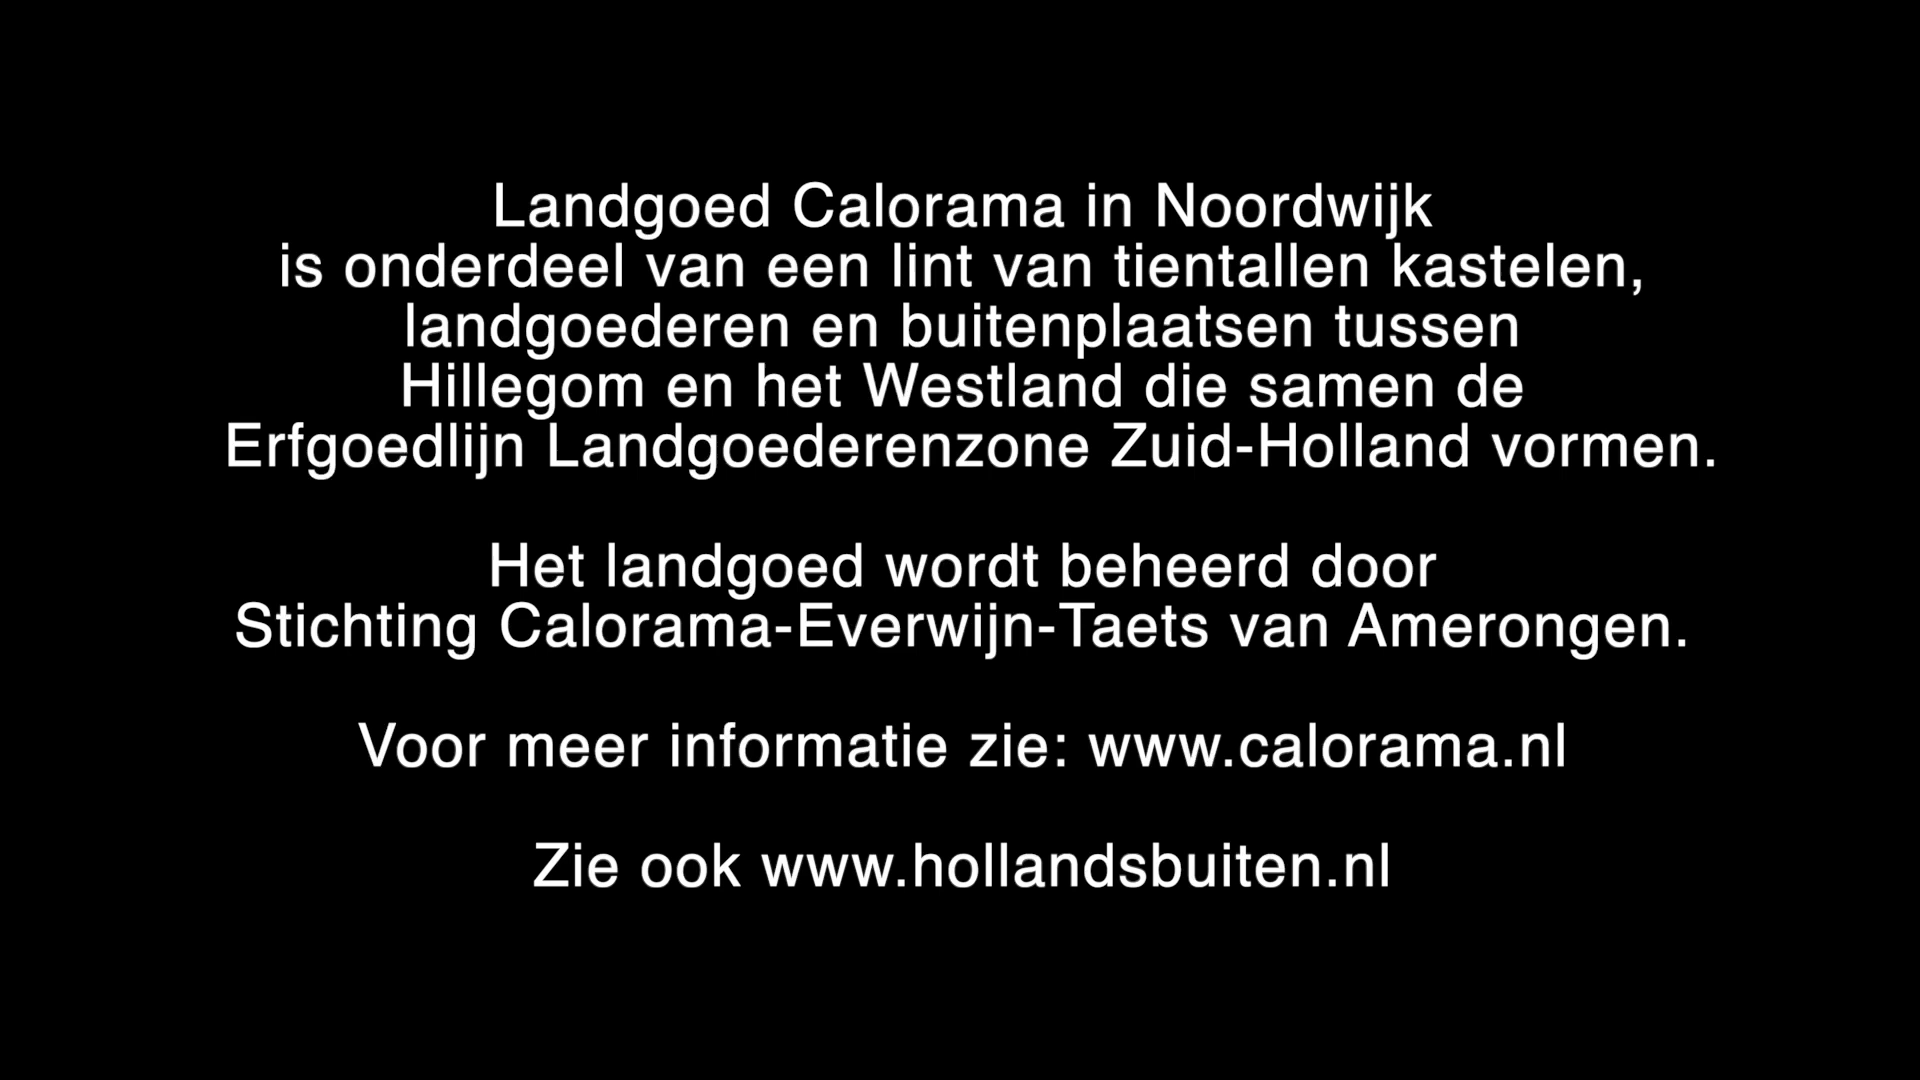 Landgoed Calorama in Noordwijk
is onderdeel van een lint van tientallen kastelen,
landgoederen en buitenplaatsen tussen
Hillegom en het Westland die samen de
Erfgoedlijn Landgoederenzone Zuid-Holland vormen.
Het landgoed wordt beheerd door
Stichting Calorama-Everwijn-Taets van Amerongen.
Voor meer informatie zie: www.calorama.nl
Zie ook www.hollandsbuiten.nl